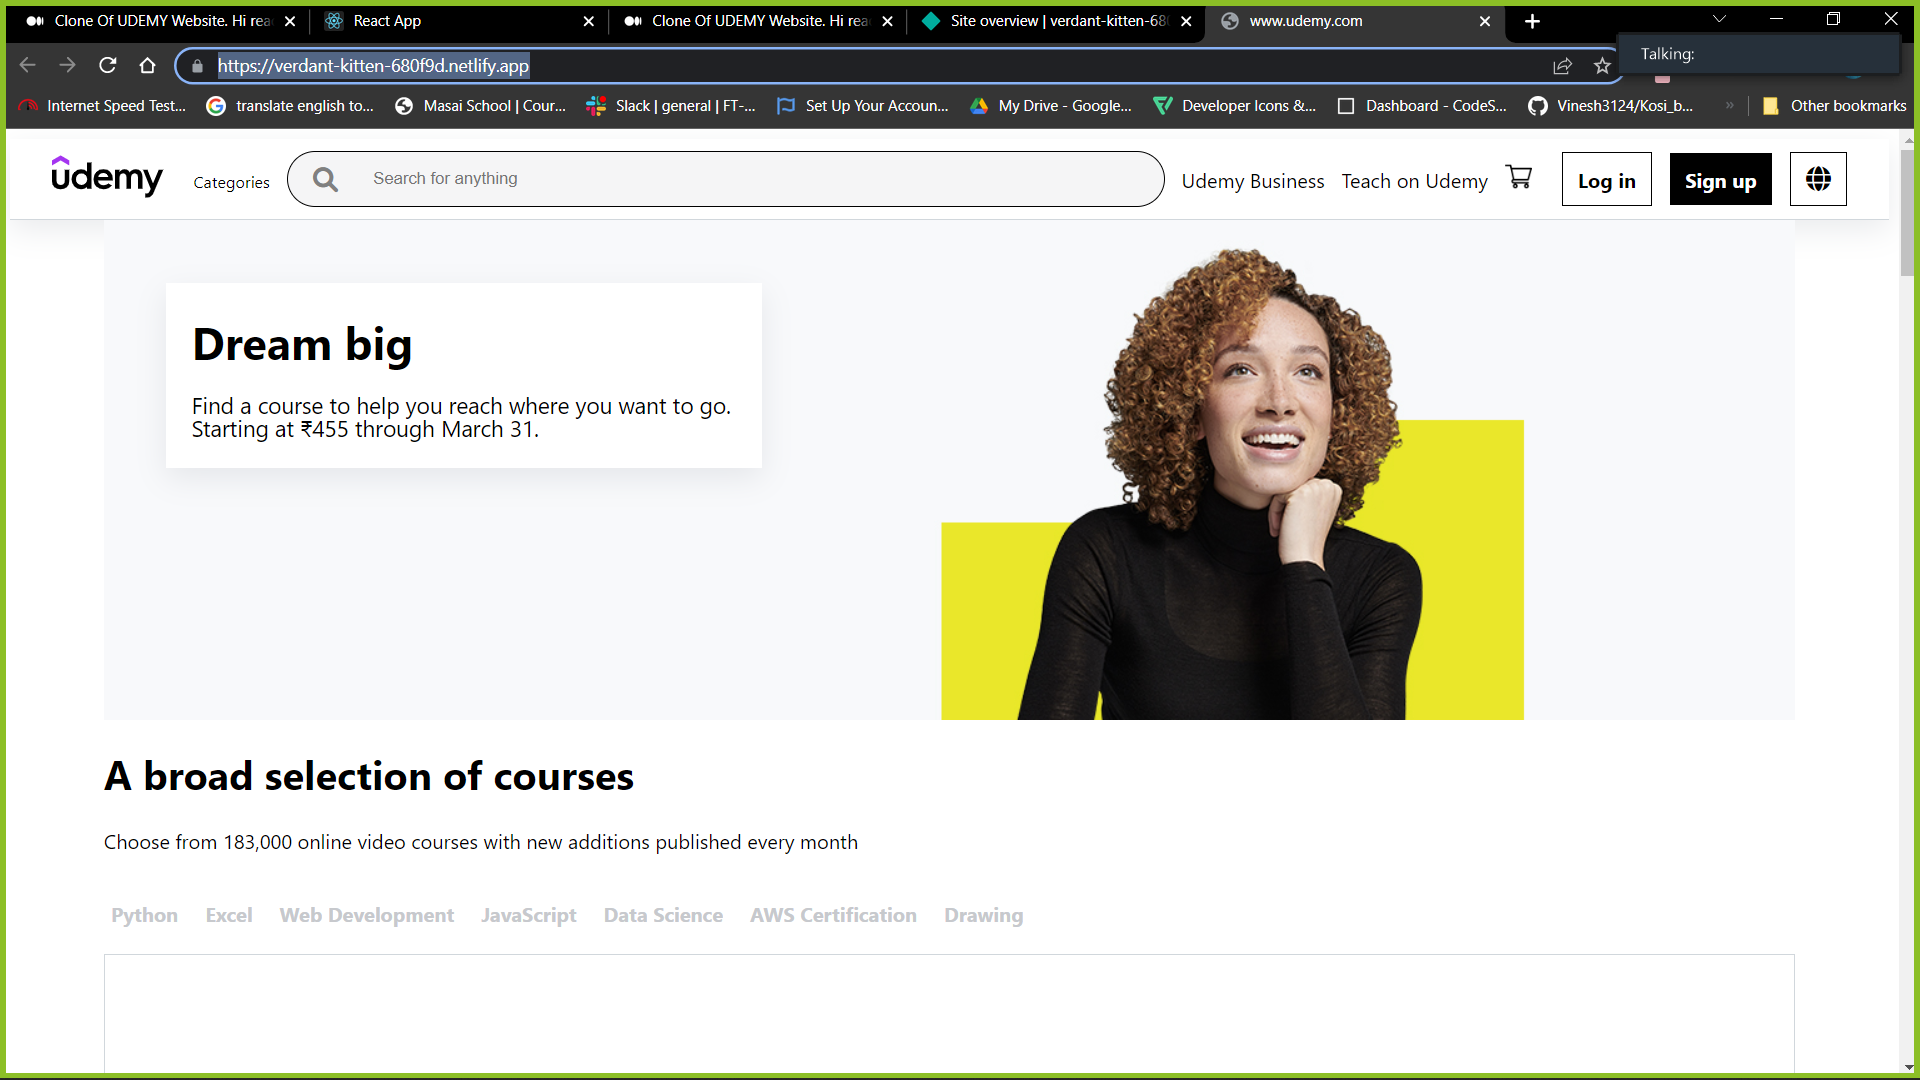 Clone Of UDEMY Website. Hi rea
React App
Clone Of UDEMY Website. Hi rea
Site overview | verdant-kitten-680
www.udemy.com
https://verdant-kitten-680f9d.netlify.app
Talking:
Internet Speed Test...
translate english to...
Masai School | Cour...
Slack | general | FT-...
Set Up Your Accoun...
My Drive - Google...
Developer Icons &...
Dashboard - CodeS...
Vinesh3124/Kosi_b...
»
Other bookmarks
udemy
Categories
Search for anything
Udemy Business
Teach on Udemy
Log in
Sign up
Dream big
Find a course to help you reach where you want to go.
Starting at ₹455 through March 31.
A broad selection of courses
Choose from 183,000 online video courses with new additions published every month
Python
Excel
Web Development
JavaScript
Data Science
AWS Certification
Drawing